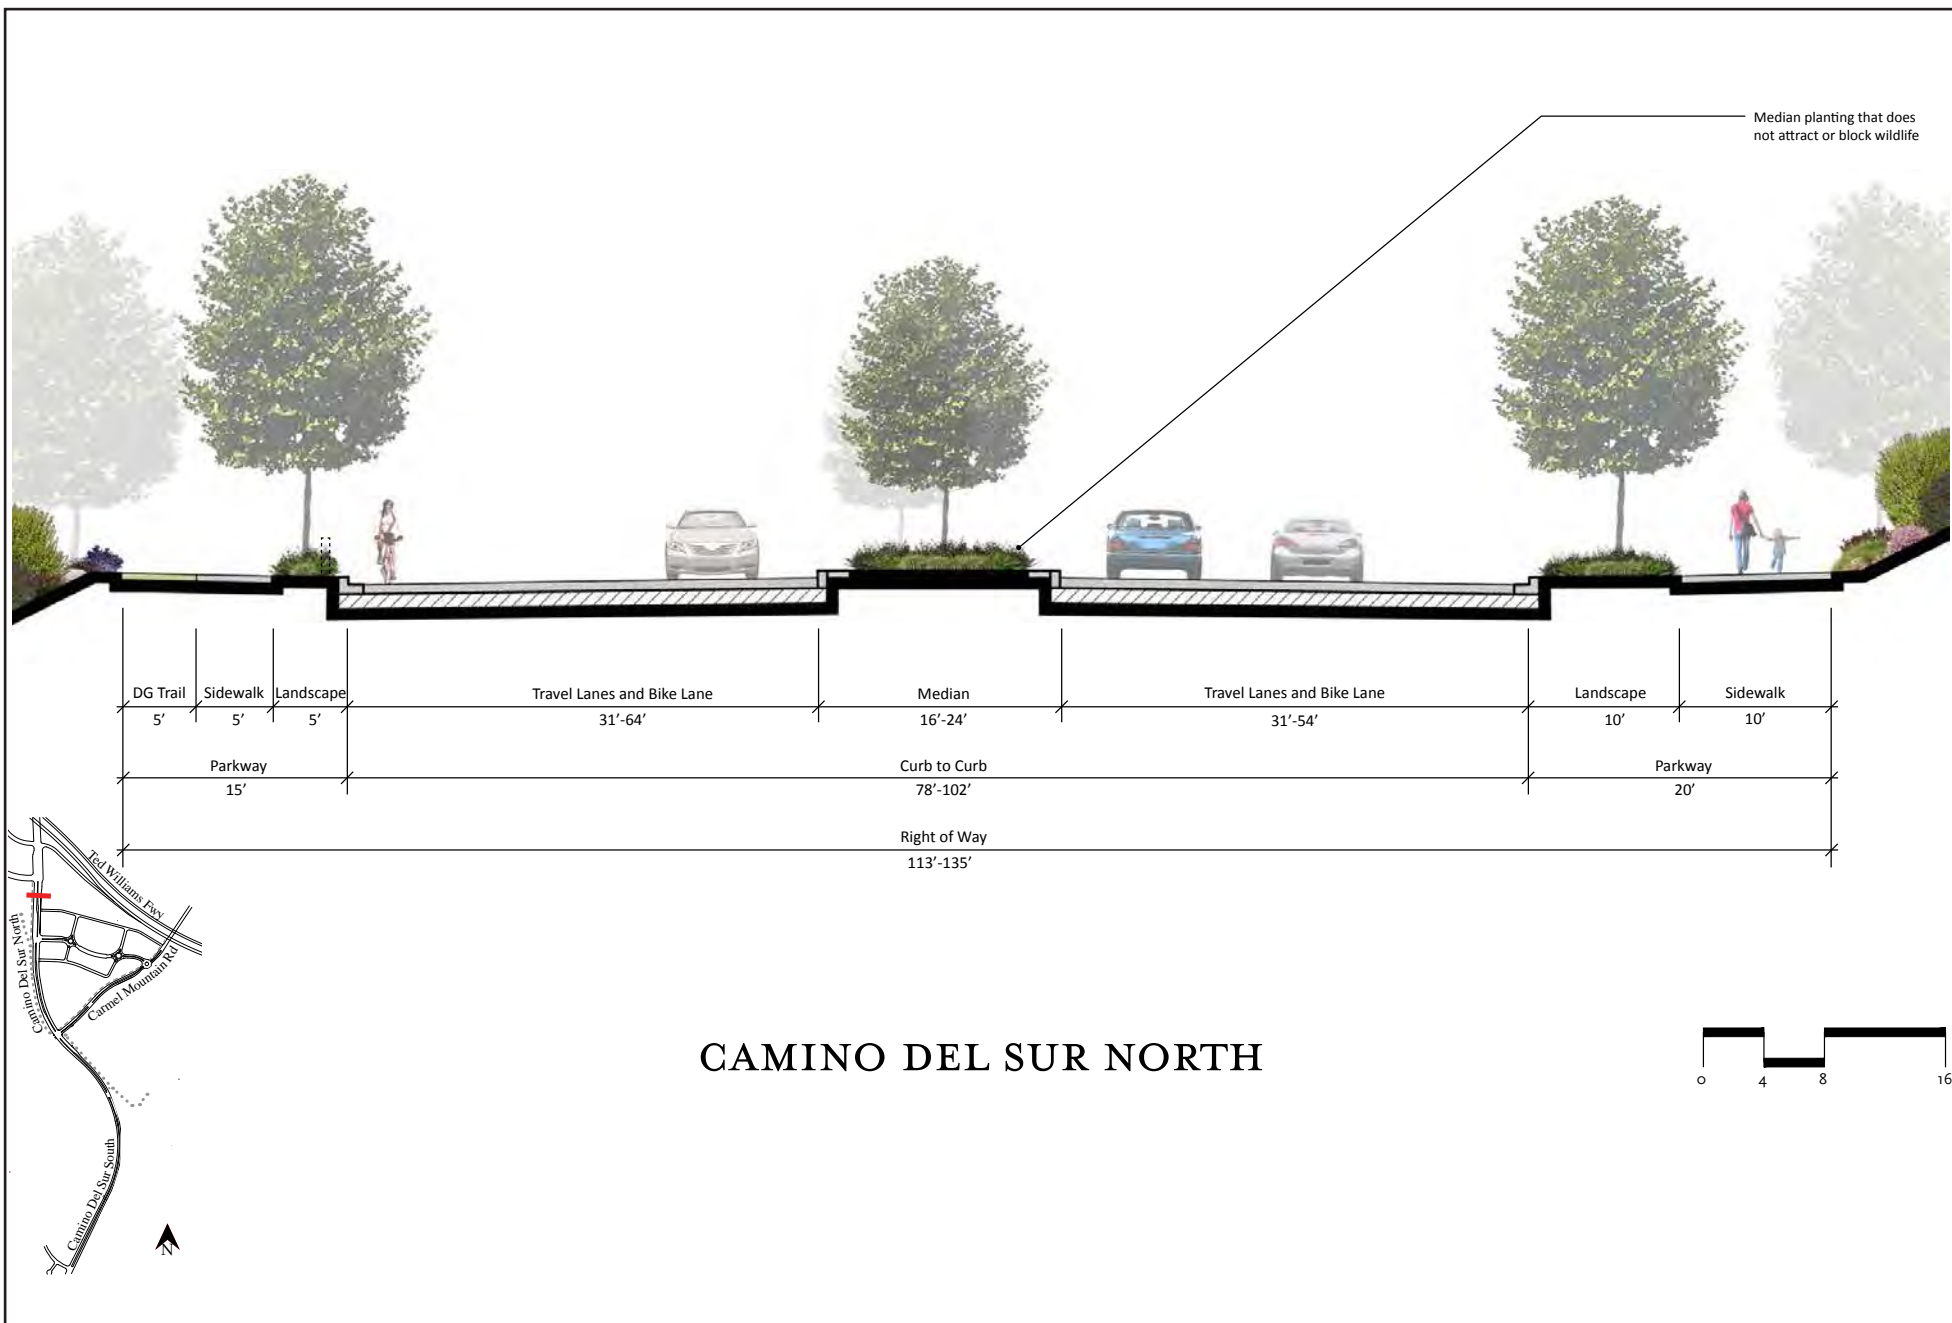 Median planting that does
not attract or block wildlife
DG Trail
Sidewalk
Landscape
Travel Lanes and Bike Lane
Median
Travel Lanes and Bike Lane
Landscape
Sidewalk
5’
5’
5’
31’-64’
16’-24’
31’-54’
10’
10’
Parkway
Curb to Curb
Parkway
15’
78’-102’
20’
Right of Way
113’-135’
Ted Williams Fwy
Camino Del Sur North
Carmel Mountain Rd
Camino Del Sur South
N
CAMINO DEL SUR NORTH
0
4
8
16